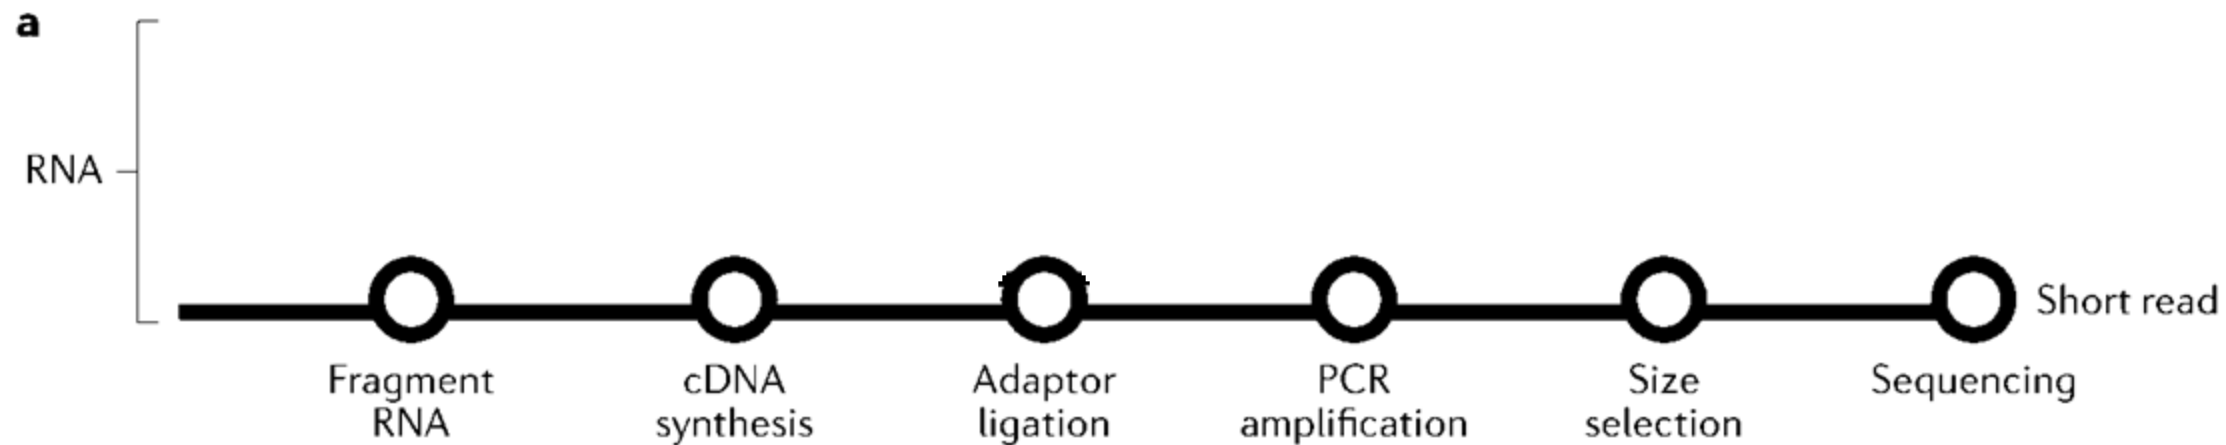 a
RNA
Short read
Fragment
RNA
cDNA
synthesis
Adaptor
ligation
PCR
amplification
Size
selection
Sequencing